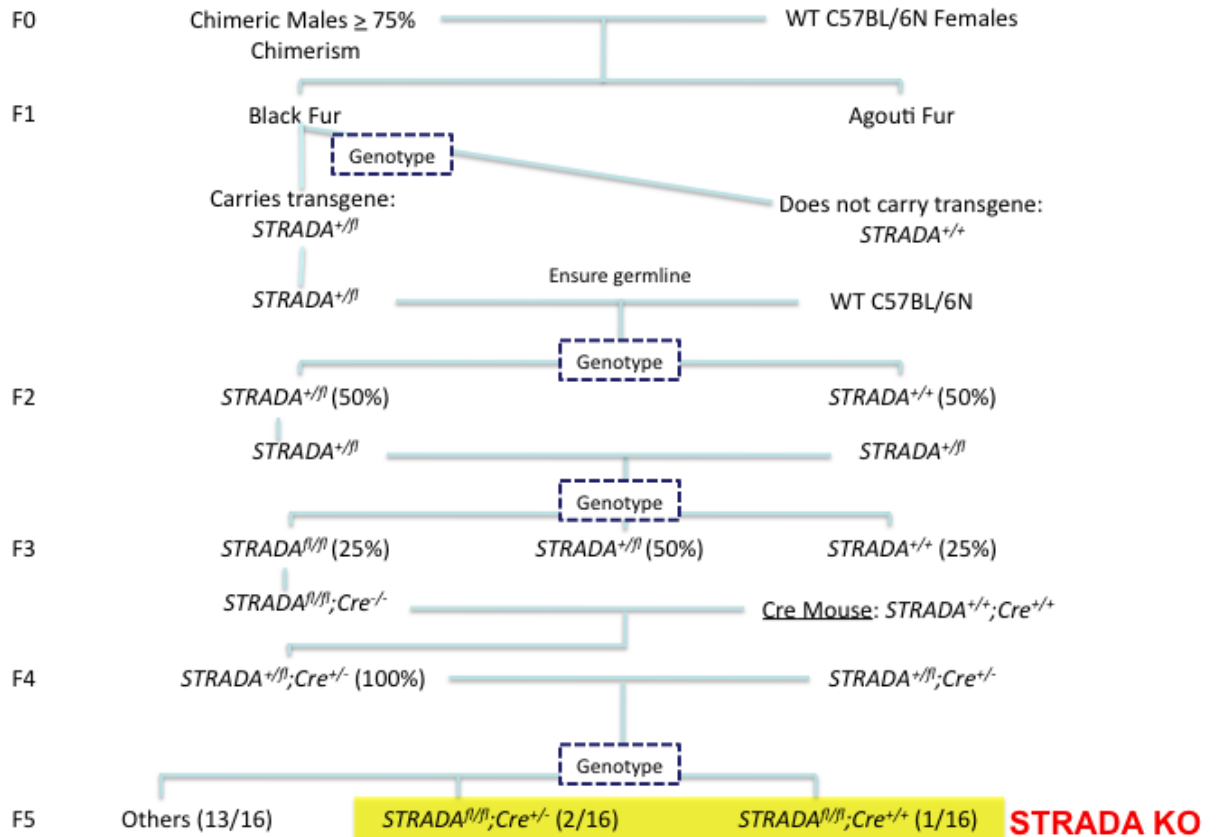 F0 Chimeric Males ≥ 75% WT C57BL/6N Females
Chimerism
F1 Black Fur Agouti Fur
Genotype
Carries transgene: Does not carry transgene:
STRADA+/fl STRADA+/+
Ensure germline
STRADA+/fl WT C57BL/6N
Genotype
F2 STRADA+/fl (50%) STRADA+/+ (50%)
STRADA+/fl STRADA+/fl
Genotype
F3 STRADAfl/fl (25%) STRADA+/fl (50%) STRADA+/+ (25%)
STRADAfl/fl;Cre-/- Cre Mouse: STRADA+/+;Cre+/+
F4 STRADA+/fl;Cre+/- (100%) STRADA+/fl;Cre+/-
Genotype
F5 Others (13/16) STRADAfl/fl;Cre+/- (2/16) STRADAfl/fl;Cre+/+ (1/16) STRADA KO